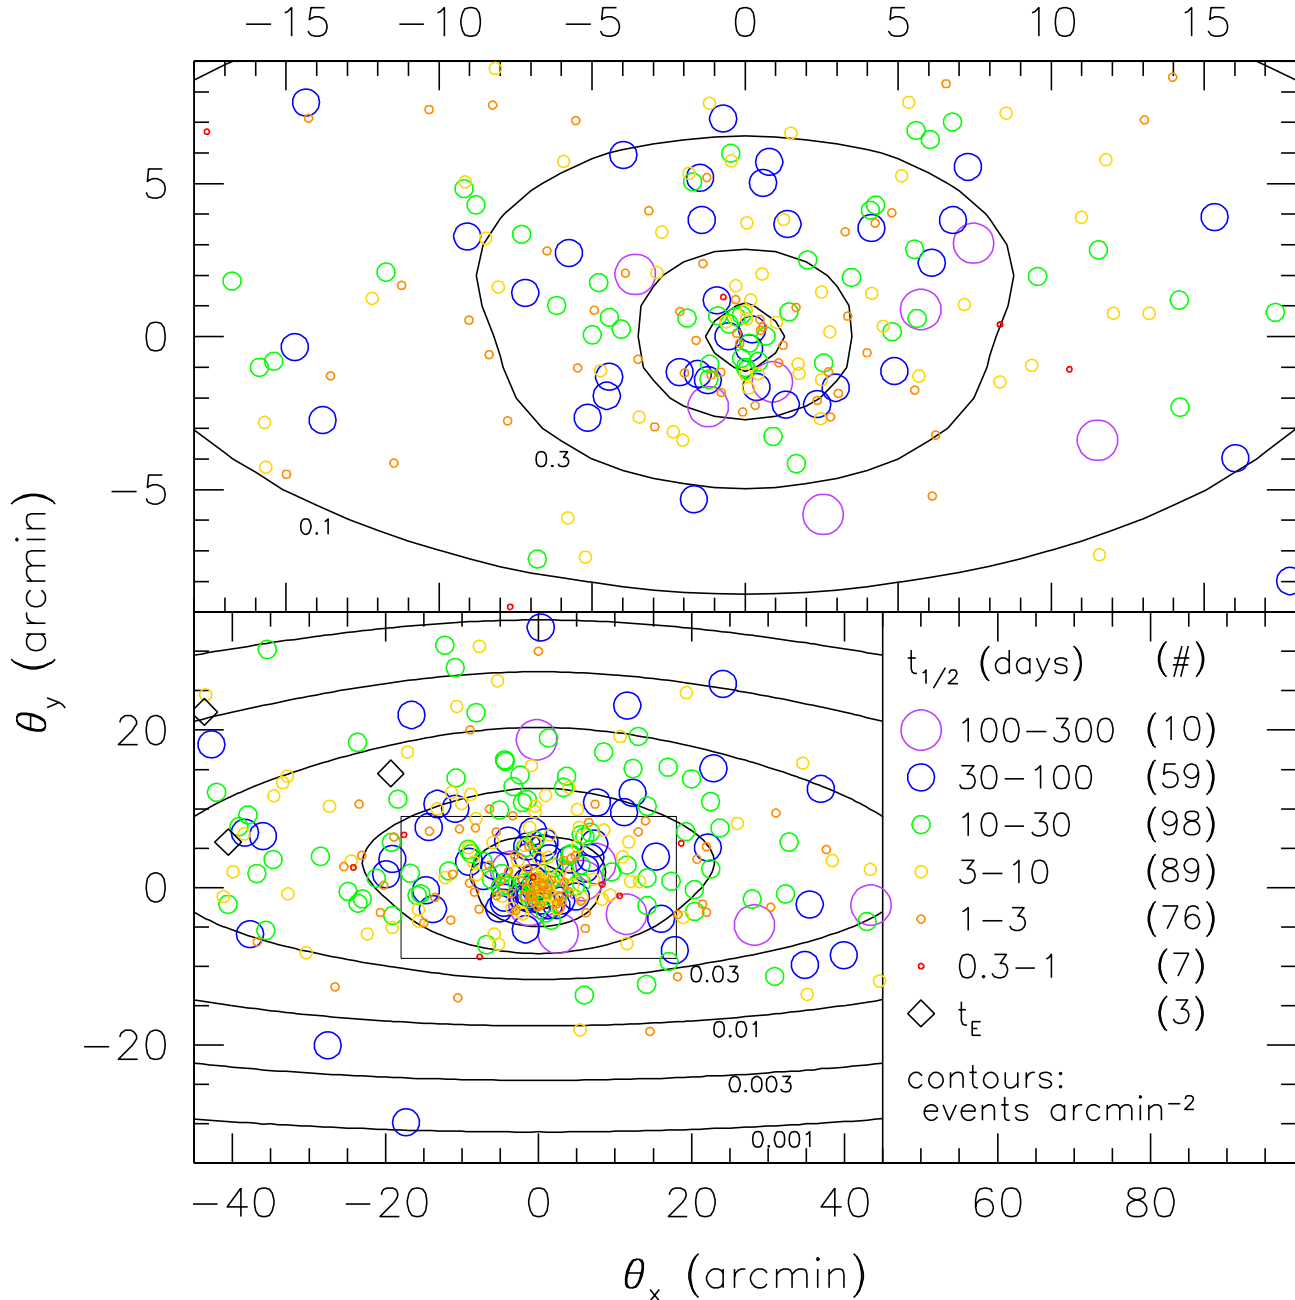 −15 −10 −5 0 5 10 15
5
0
−5
0.3
0.1
θy (arcmin)
20
0
−20
0.03
0.01
0.003
0.001
t1/2 (days) (#)
100−300 (10)
30−100 (59)
10−30 (98)
3−10 (89)
1−3 (76)
0.3−1 (7)
tE (3)
contours:
events arcmin−2
−40 −20 0 20 40 60 80
θx (arcmin)